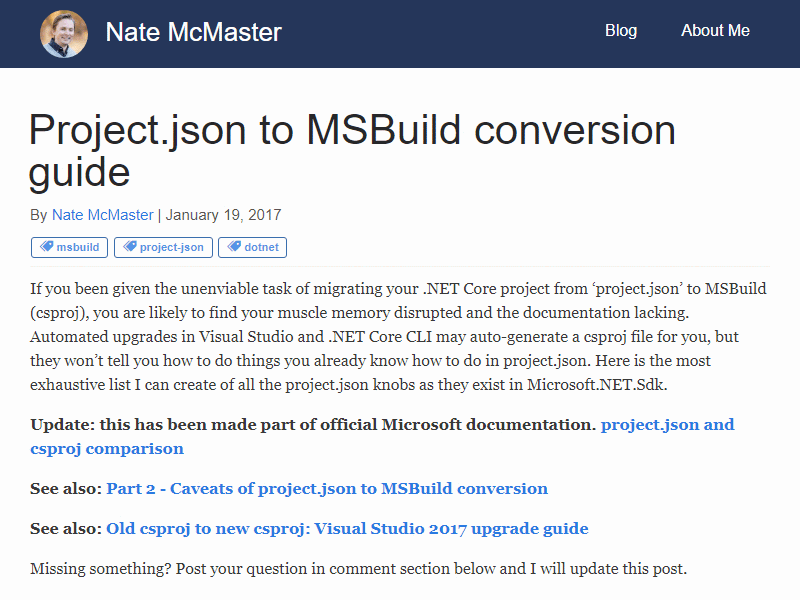 Nate McMaster
Blog
About Me
Project.json to MSBuild conversion
guide
By Nate McMaster | January 19, 2017
msbuild
project-json
dotnet
If you been given the unenviable task of migrating your .NET Core project from ‘project.json’ to MSBuild
(csproj), you are likely to find your muscle memory disrupted and the documentation lacking.
Automated upgrades in Visual Studio and .NET Core CLI may auto-generate a csproj file for you, but
they won’t tell you how to do things you already know how to do in project.json. Here is the most
exhaustive list I can create of all the project.json knobs as they exist in Microsoft.NET.Sdk.
Update: this has been made part of official Microsoft documentation. project.json and
csproj comparison
See also: Part 2 - Caveats of project.json to MSBuild conversion
See also: Old csproj to new csproj: Visual Studio 2017 upgrade guide
Missing something? Post your question in comment section below and I will update this post.